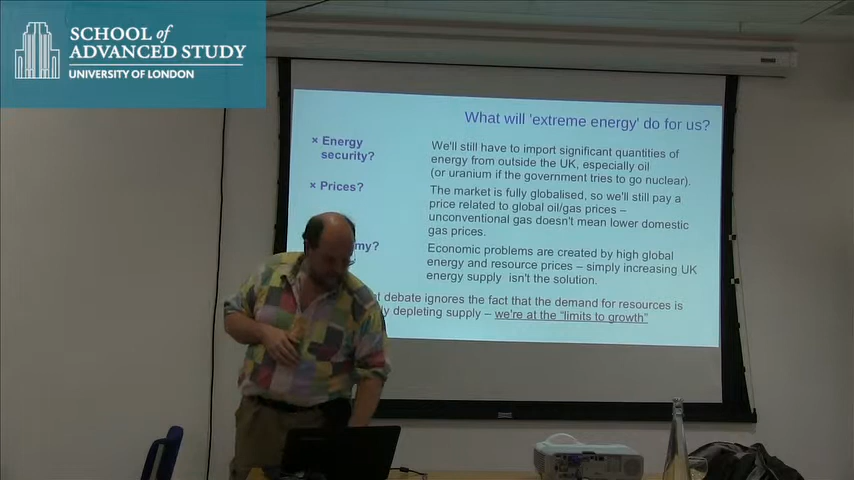 SCHOOL of
ADVANCED STUDY
UNIVERSITY OF LONDON
What will 'extreme energy' do for us?
× Energy
security?
We'll still have to import significant quantities of
energy from outside the UK, especially oil
(or uranium if the government tries to go nuclear).
× Prices?
The market is fully globalised, so we'll still pay a
price related to global oil/gas prices –
unconventional gas doesn't mean lower domestic
gas prices.
my?
Economic problems are created by high global
energy and resource prices – simply increasing UK
energy supply isn't the solution.
debate ignores the fact that the demand for resources is
depleting supply – we're at the "limits to growth"